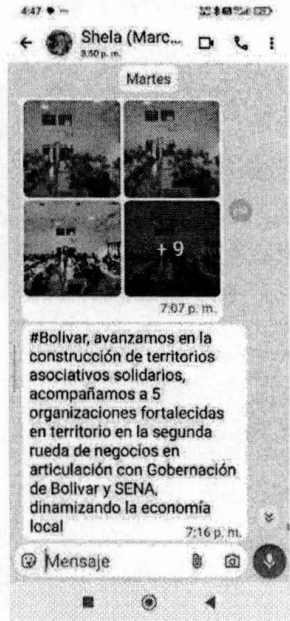 4:47
Shela (Marc...
3:50 p. m.
Martes
+ 9
7:07 p. m.
#Bolivar, avanzamos en la
construcción de territorios
asociativos solidarios,
acompañamos a 5
organizaciones fortalecidas
en territorio en la segunda
rueda de negocios en
articulación con Gobernación
de Bolivar y SENA,
dinamizando la economía
local
7:16 p. m.
Mensaje